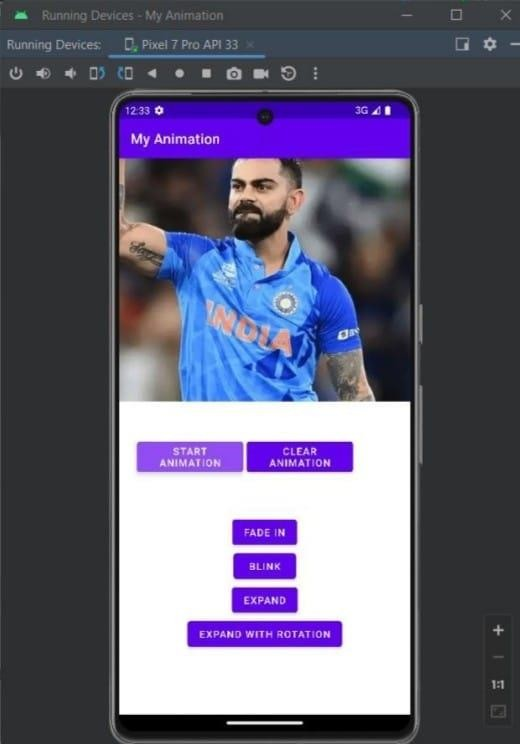 Running Devices - My Animation
Running Devices:
Pixel 7 Pro API 33
12:33
3G
My Animation
INDIA
START
ANIMATION
CLEAR
ANIMATION
FADE IN
BLINK
EXPAND
EXPAND WITH ROTATION
1:1